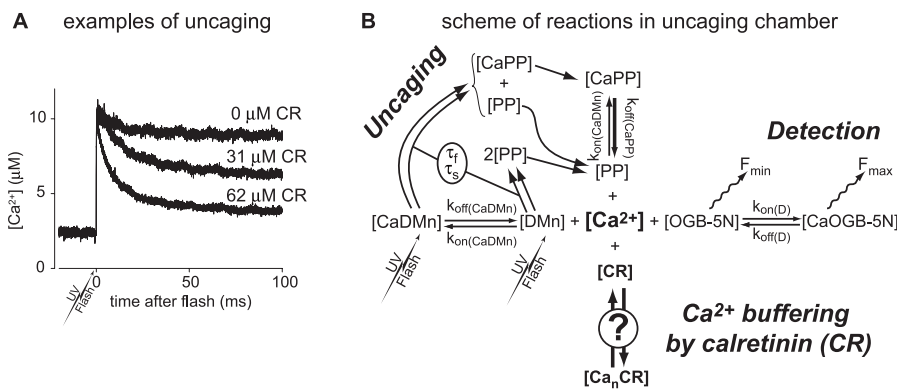 A examples of uncaging
[Ca²⁺] (µM)
10
5
0
0 µM CR
31 µM CR
62 µM CR
0
50
100
time after flash (ms)
UV
Flash
B scheme of reactions in uncaging chamber
Uncaging
[CaPP]
+
[PP]
[CaPP]
kon(CaDMn)
koff(CaPP)
2[PP]
[PP]
τf
τs
Detection
Fmin
Fmax
+
[CaDMn]
koff(CaDMn)
kon(CaDMn)
[DMn] + [Ca²⁺] + [OGB-5N]
kon(D)
koff(D)
[CaOGB-5N]
UV
Flash
UV
Flash
+
[CR]
?
[CanCR]
Ca²⁺ buffering
by calretinin (CR)